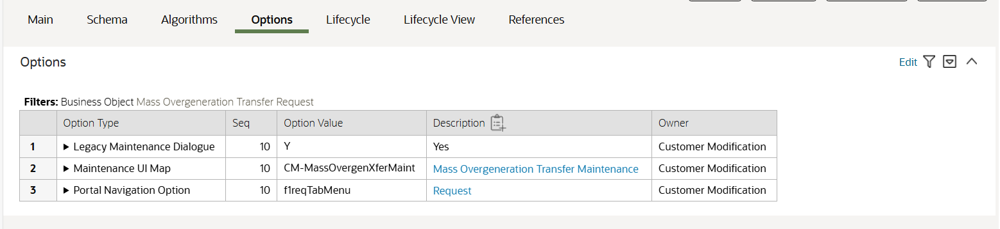 Main Schema Algorithms Options Lifecycle Lifecycle View References
Options Edit
Filters: Business Object Mass Overgeneration Transfer Request
Option Type Seq Option Value Description Owner
1 Legacy Maintenance Dialogue 10 Y Yes Customer Modification
2 Maintenance UI Map 10 CM-MassOvergenXferMaint Mass Overgeneration Transfer Maintenance Customer Modification
3 Portal Navigation Option 10 f1reqTabMenu Request Customer Modification